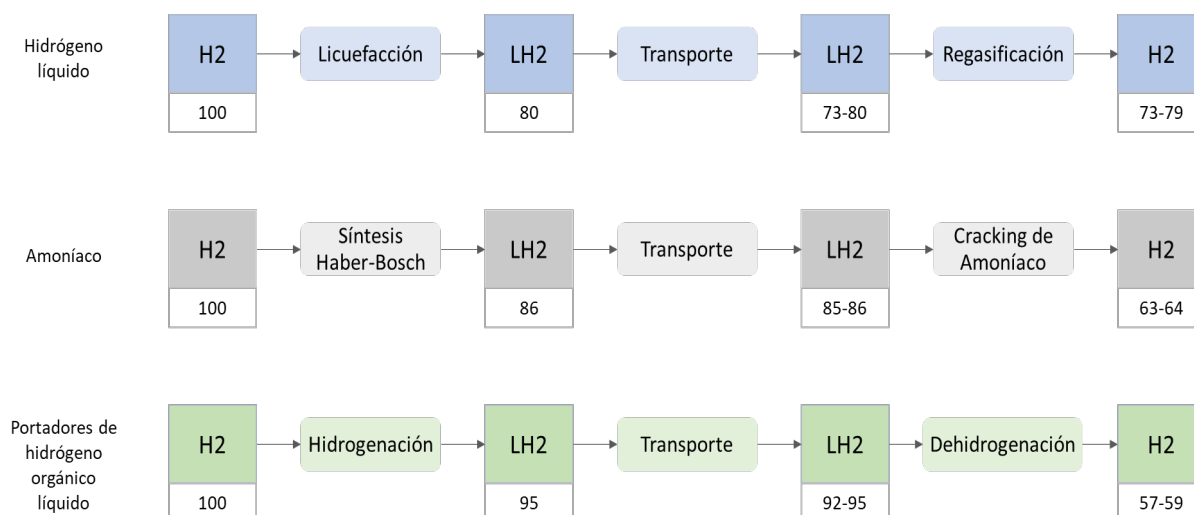 Hidrógeno
líquido
H2
Licuefacción
LH2
Transporte
LH2
Regasificación
H2
100
80
73-80
73-79
Amoníaco
H2
Síntesis
Haber-Bosch
LH2
Transporte
LH2
Cracking de
Amoníaco
H2
100
86
85-86
63-64
Portadores de
hidrógeno
orgánico
líquido
H2
Hidrogenación
LH2
Transporte
LH2
Dehidrogenación
H2
100
95
92-95
57-59